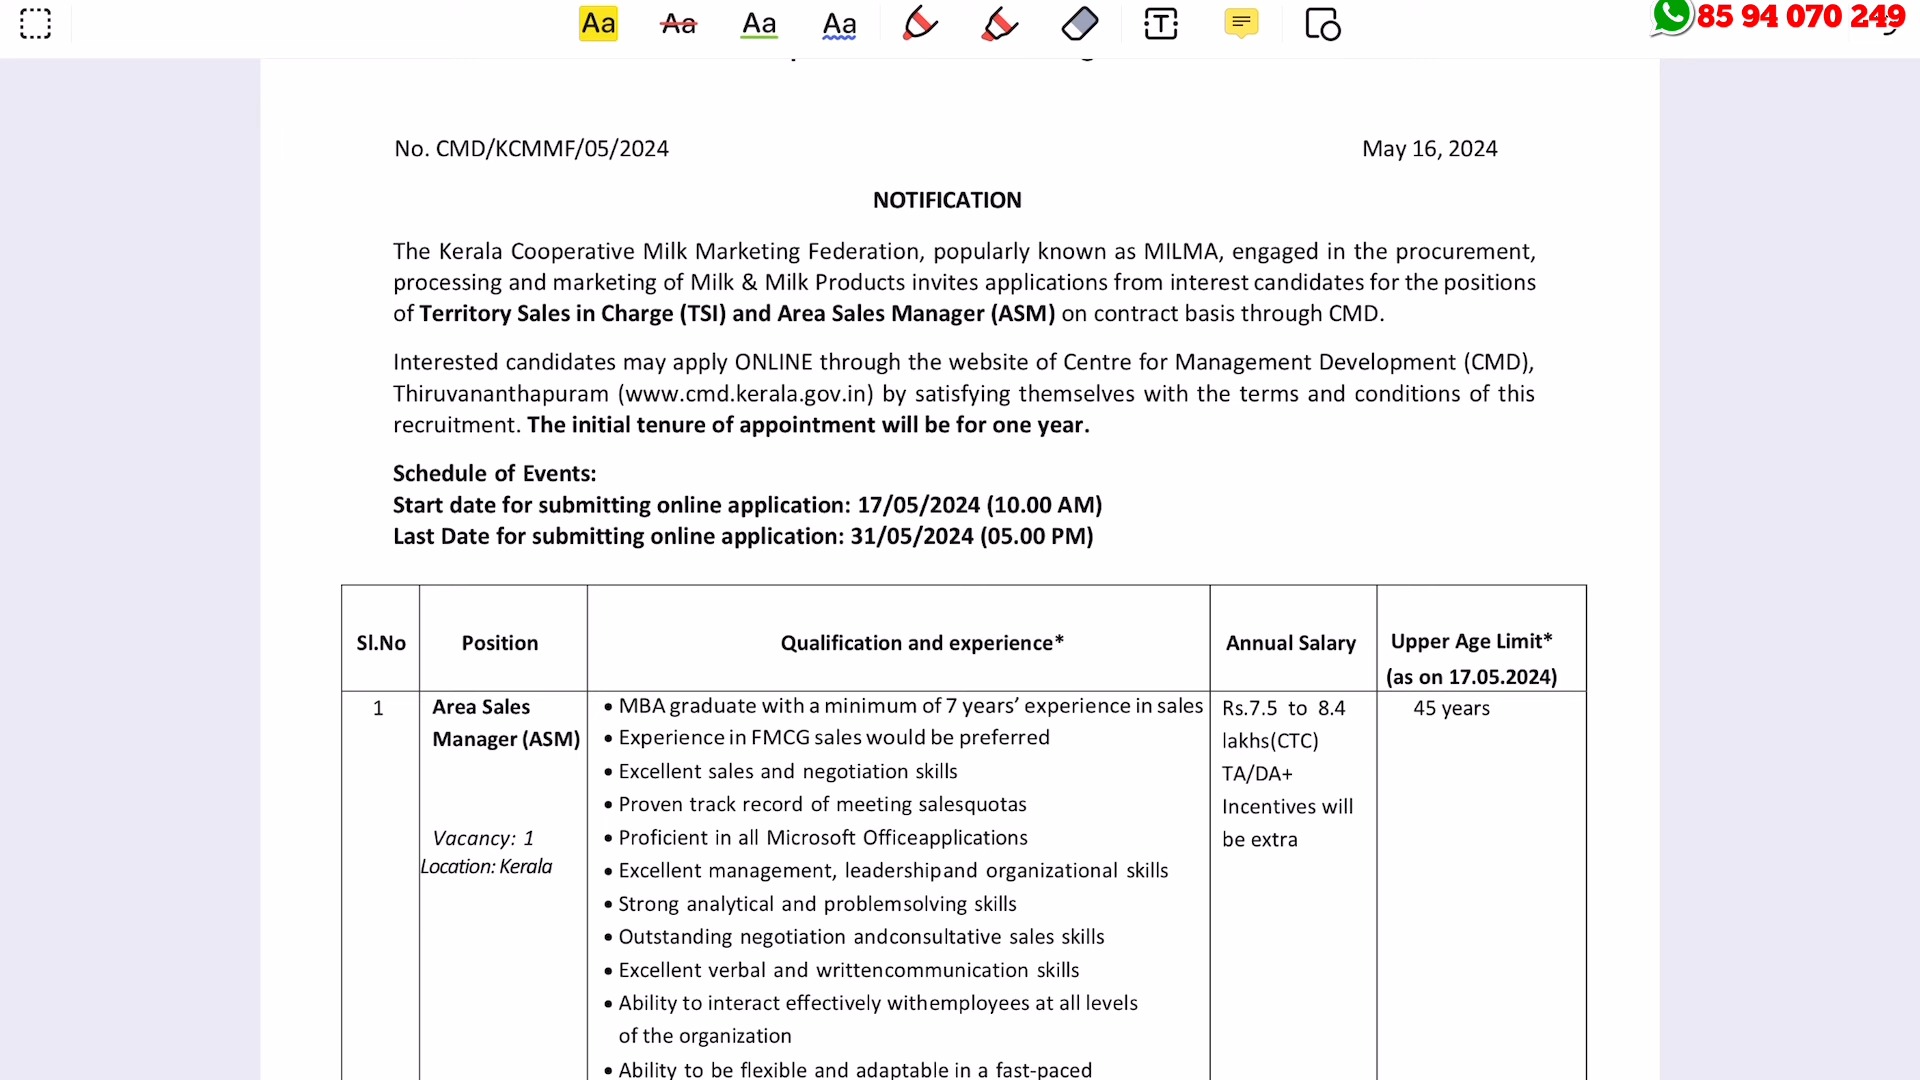 Aa Aa Aa Aa T
85 94 070 249
No. CMD/KCMMF/05/2024 May 16, 2024
NOTIFICATION
The Kerala Cooperative Milk Marketing Federation, popularly known as MILMA, engaged in the procurement,
processing and marketing of Milk & Milk Products invites applications from interest candidates for the positions
of Territory Sales in Charge (TSI) and Area Sales Manager (ASM) on contract basis through CMD.
Interested candidates may apply ONLINE through the website of Centre for Management Development (CMD),
Thiruvananthapuram (www.cmd.kerala.gov.in) by satisfying themselves with the terms and conditions of this
recruitment. The initial tenure of appointment will be for one year.
Schedule of Events:
Start date for submitting online application: 17/05/2024 (10.00 AM)
Last Date for submitting online application: 31/05/2024 (05.00 PM)
Sl.No Position Qualification and experience* Annual Salary Upper Age Limit*
(as on 17.05.2024)
1
Area Sales
Manager (ASM)
Vacancy: 1
Location: Kerala
• MBA graduate with a minimum of 7 years’ experience in sales
• Experience in FMCG sales would be preferred
• Excellent sales and negotiation skills
• Proven track record of meeting salesquotas
• Proficient in all Microsoft Officeapplications
• Excellent management, leadershipand organizational skills
• Strong analytical and problemsolving skills
• Outstanding negotiation andconsultative sales skills
• Excellent verbal and writtencommunication skills
• Ability to interact effectively withemployees at all levels
of the organization
• Ability to be flexible and adaptable in a fast-paced
Rs.7.5 to 8.4
lakhs(CTC)
TA/DA+
Incentives will
be extra
45 years